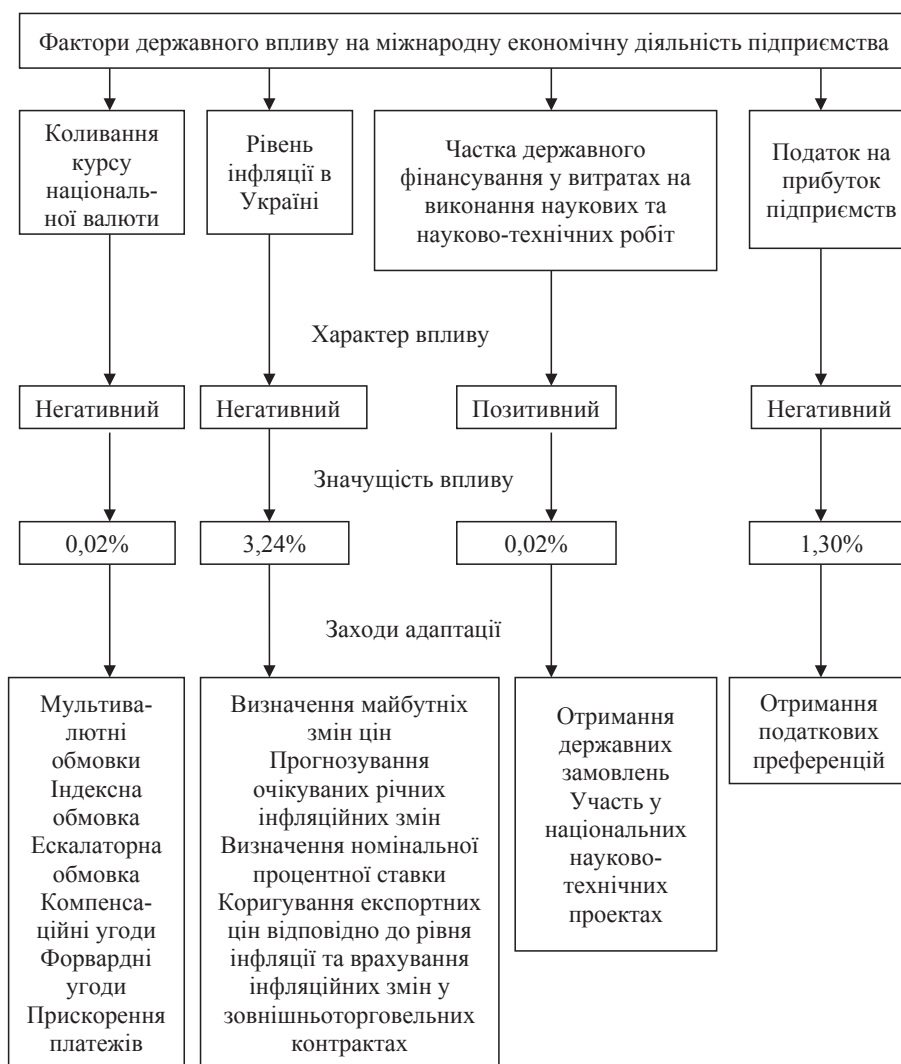 Фактори державного впливу на міжнародну економічну діяльність підприємства
Коливання
курсу
національ-
ної валюти
Рівень
інфляції в
Україні
Частка державного
фінансування у витратах на
виконання наукових та
науково-технічних робіт
Податок на
прибуток
підприємств
Характер впливу
Негативний
Негативний
Позитивний
Негативний
Значущість впливу
0,02%
3,24%
0,02%
1,30%
Заходи адаптації
Мультива-
лютні
обмовки
Індексна
обмовка
Ескалаторна
обмовка
Компенса-
ційні угоди
Форвардні
угоди
Прискорення
платежів
Визначення майбутніх
змін цін
Прогнозування
очікуваних річних
інфляційних змін
Визначення номінальної
процентної ставки
Коригування експортних
цін відповідно до рівня
інфляції та врахування
інфляційних змін у
зовнішньоторговельних
контрактах
Отримання
державних
замовлень
Участь у
національних
науково-
технічних
проектах
Отримання
податкових
преференцій